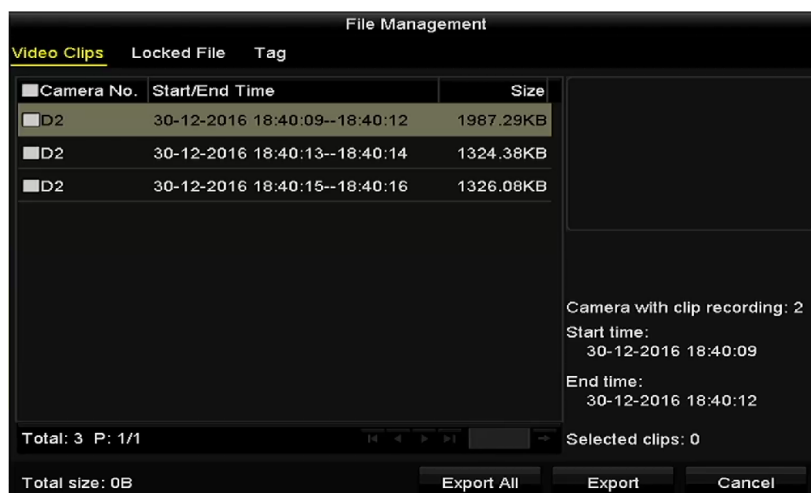 File Management
Video Clips Locked File Tag
Camera No. Start/End Time Size
D2 30-12-2016 18:40:09--18:40:12 1987.29KB
D2 30-12-2016 18:40:13--18:40:14 1324.38KB
D2 30-12-2016 18:40:15--18:40:16 1326.08KB
Camera with clip recording: 2
Start time:
30-12-2016 18:40:09
End time:
30-12-2016 18:40:12
Total: 3 P: 1/1
Selected clips: 0
Total size: 0B
Export All Export Cancel